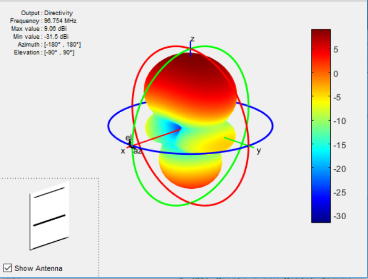 Output : Directivity
Frequency : 96.754 MHz
Max value : 9.06 dBi
Min value : -31.5 dBi
Azimuth : [-180° , 180°]
Elevation : [-90° , 90°]
z
x
y
5
0
-5
-10
-15
-20
-25
-30
Show Antenna